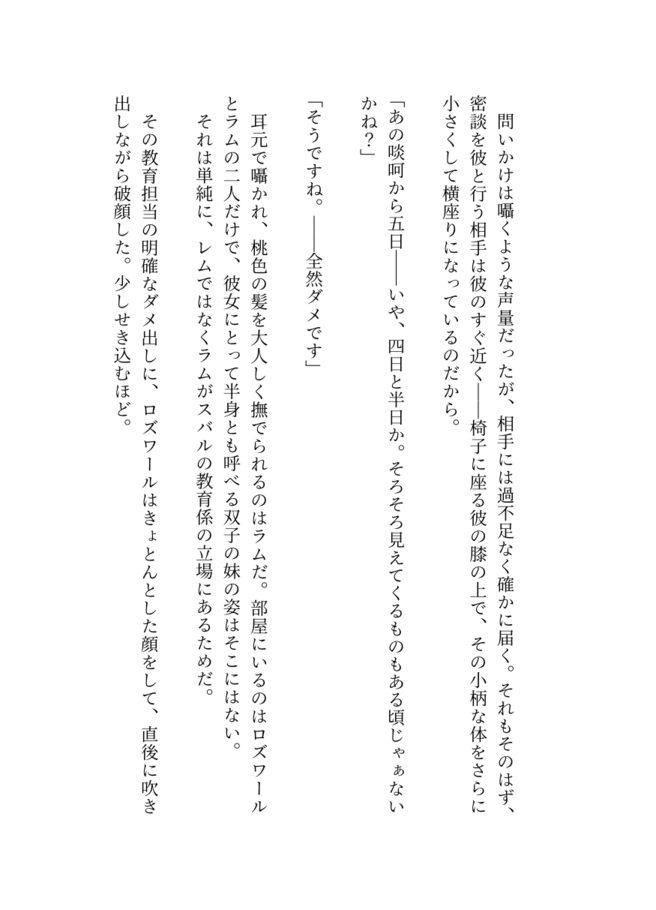 問いかけは囁くような声量だったが、相手には過不足なく確かに届く。それもそのはず、
密談を彼と行う相手は彼のすぐ近く――椅子に座る彼の膝の上で、その小柄な体をさらに
小さくして横座りになっているのだから。
「あの啖呵から五日――いや、四日と半日か。そろそろ見えてくるものもある頃じゃぁない
かね？」
「そうですね。――全然ダメです」
　耳元で囁かれ、桃色の髪を大人しく撫でられるのはラムだ。部屋にいるのはロズワール
とラムの二人だけで、彼女にとって半身とも呼べる双子の妹の姿はそこにはない。
　それは単純に、レムではなくラムがスバルの教育係の立場にあるためだ。
　その教育担当の明確なダメ出しに、ロズワールはきょとんとした顔をして、直後に吹き
出しながら破顔した。少しせき込むほど。